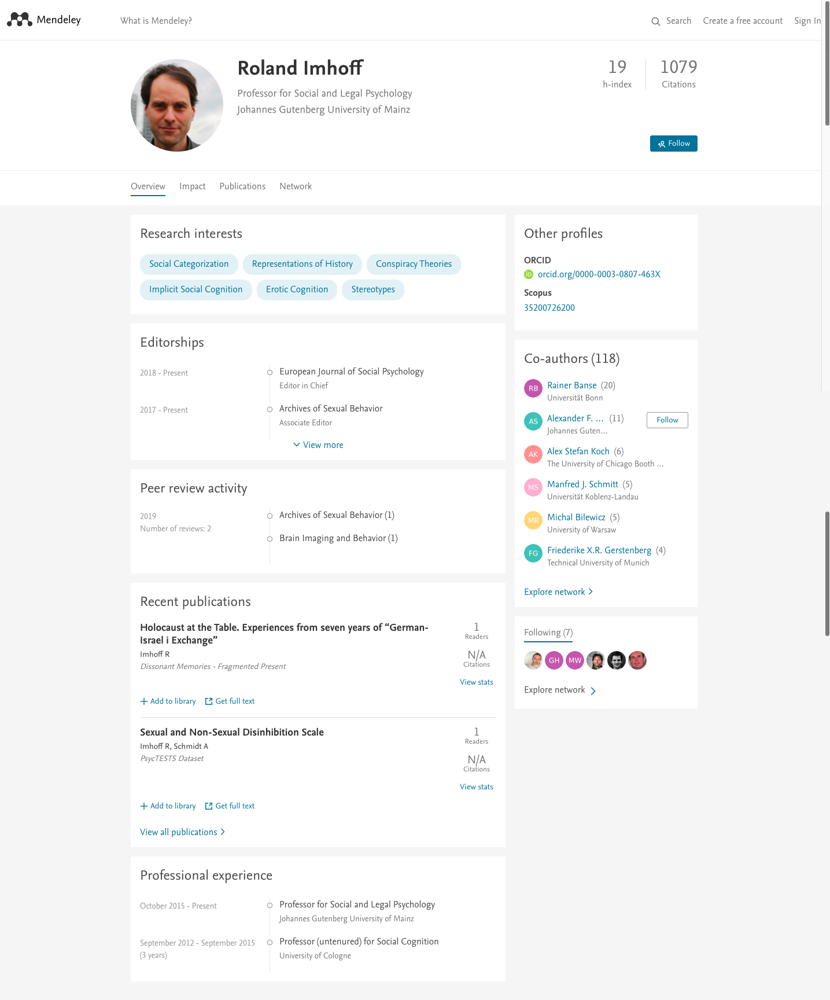 Mendeley
What is Mendeley?
Search
Create a free account
Sign In
Roland Imhoff
Professor for Social and Legal Psychology
Johannes Gutenberg University of Mainz
19
h-index
1079
Citations
Follow
Overview
Impact
Publications
Network
Research interests
Social Categorization
Representations of History
Conspiracy Theories
Implicit Social Cognition
Erotic Cognition
Stereotypes
Editorships
2018 - Present
European Journal of Social Psychology
Editor in Chief
2017 - Present
Archives of Sexual Behavior
Associate Editor
View more
Peer review activity
2019
Number of reviews: 2
Archives of Sexual Behavior (1)
Brain Imaging and Behavior (1)
Recent publications
Holocaust at the Table. Experiences from seven years of “German-
Israel i Exchange”
Imhoff R
Dissonant Memories - Fragmented Present
1
Readers
N/A
Citations
View stats
Add to library
Get full text
Sexual and Non-Sexual Disinhibition Scale
Imhoff R, Schmidt A
PsycTESTS Dataset
1
Readers
N/A
Citations
View stats
Add to library
Get full text
View all publications
Professional experience
October 2015 - Present
Professor for Social and Legal Psychology
Johannes Gutenberg University of Mainz
September 2012 - September 2015
(3 years)
Professor (untenured) for Social Cognition
University of Cologne
Other profiles
ORCID
iD orcid.org/0000-0003-0807-463X
Scopus
35200726200
Co-authors (118)
RB
Rainer Banse (20)
Universität Bonn
AS
Alexander F. ... (11)
Johannes Guten...
Follow
AK
Alex Stefan Koch (6)
The University of Chicago Booth ...
MS
Manfred J. Schmitt (5)
Universität Koblenz-Landau
MB
Michal Bilewicz (5)
University of Warsaw
FG
Friederike X.R. Gerstenberg (4)
Technical University of Munich
Explore network
Following (7)
GH
MW
Explore network